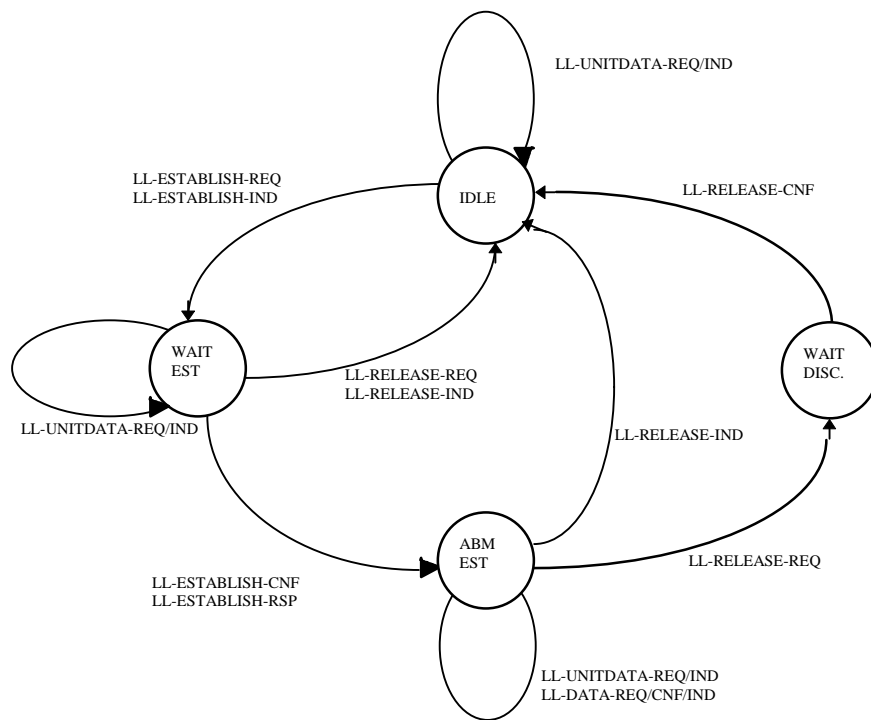 LL-UNITDATA-REQ/IND
LL-ESTABLISH-REQ
LL-ESTABLISH-IND
IDLE
LL-RELEASE-CNF
WAIT
EST
WAIT
DISC.
LL-RELEASE-REQ
LL-RELEASE-IND
LL-UNITDATA-REQ/IND
LL-RELEASE-IND
ABM
EST
LL-RELEASE-REQ
LL-ESTABLISH-CNF
LL-ESTABLISH-RSP
LL-UNITDATA-REQ/IND
LL-DATA-REQ/CNF/IND